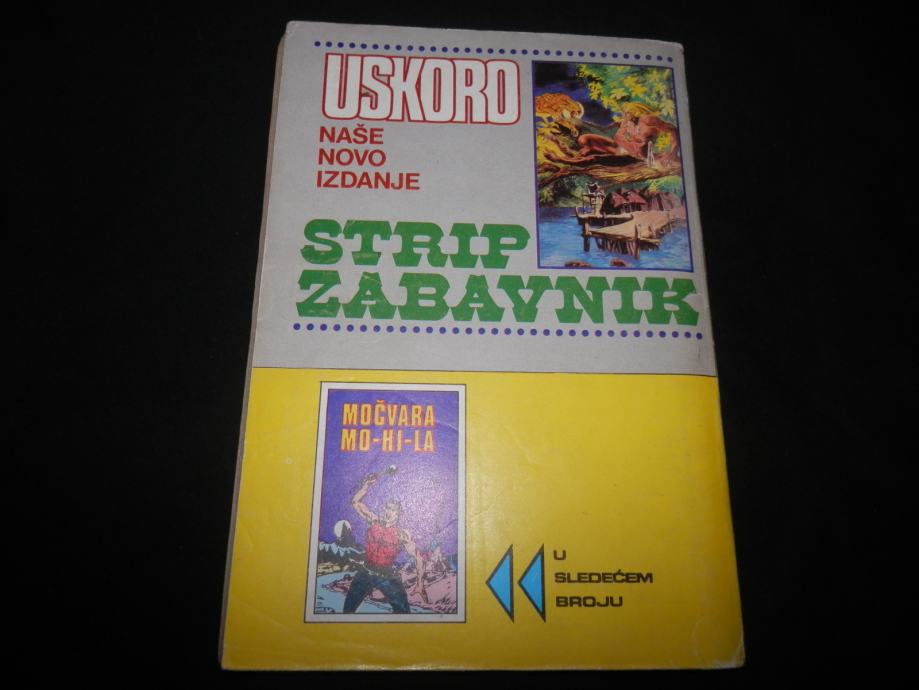 USKORO
NAŠE
NOVO
IZDANJE
STRIP
ZABAVNIK
MOČVARA
MO-HI-LA
U
SLEDEĆEM
BROJU